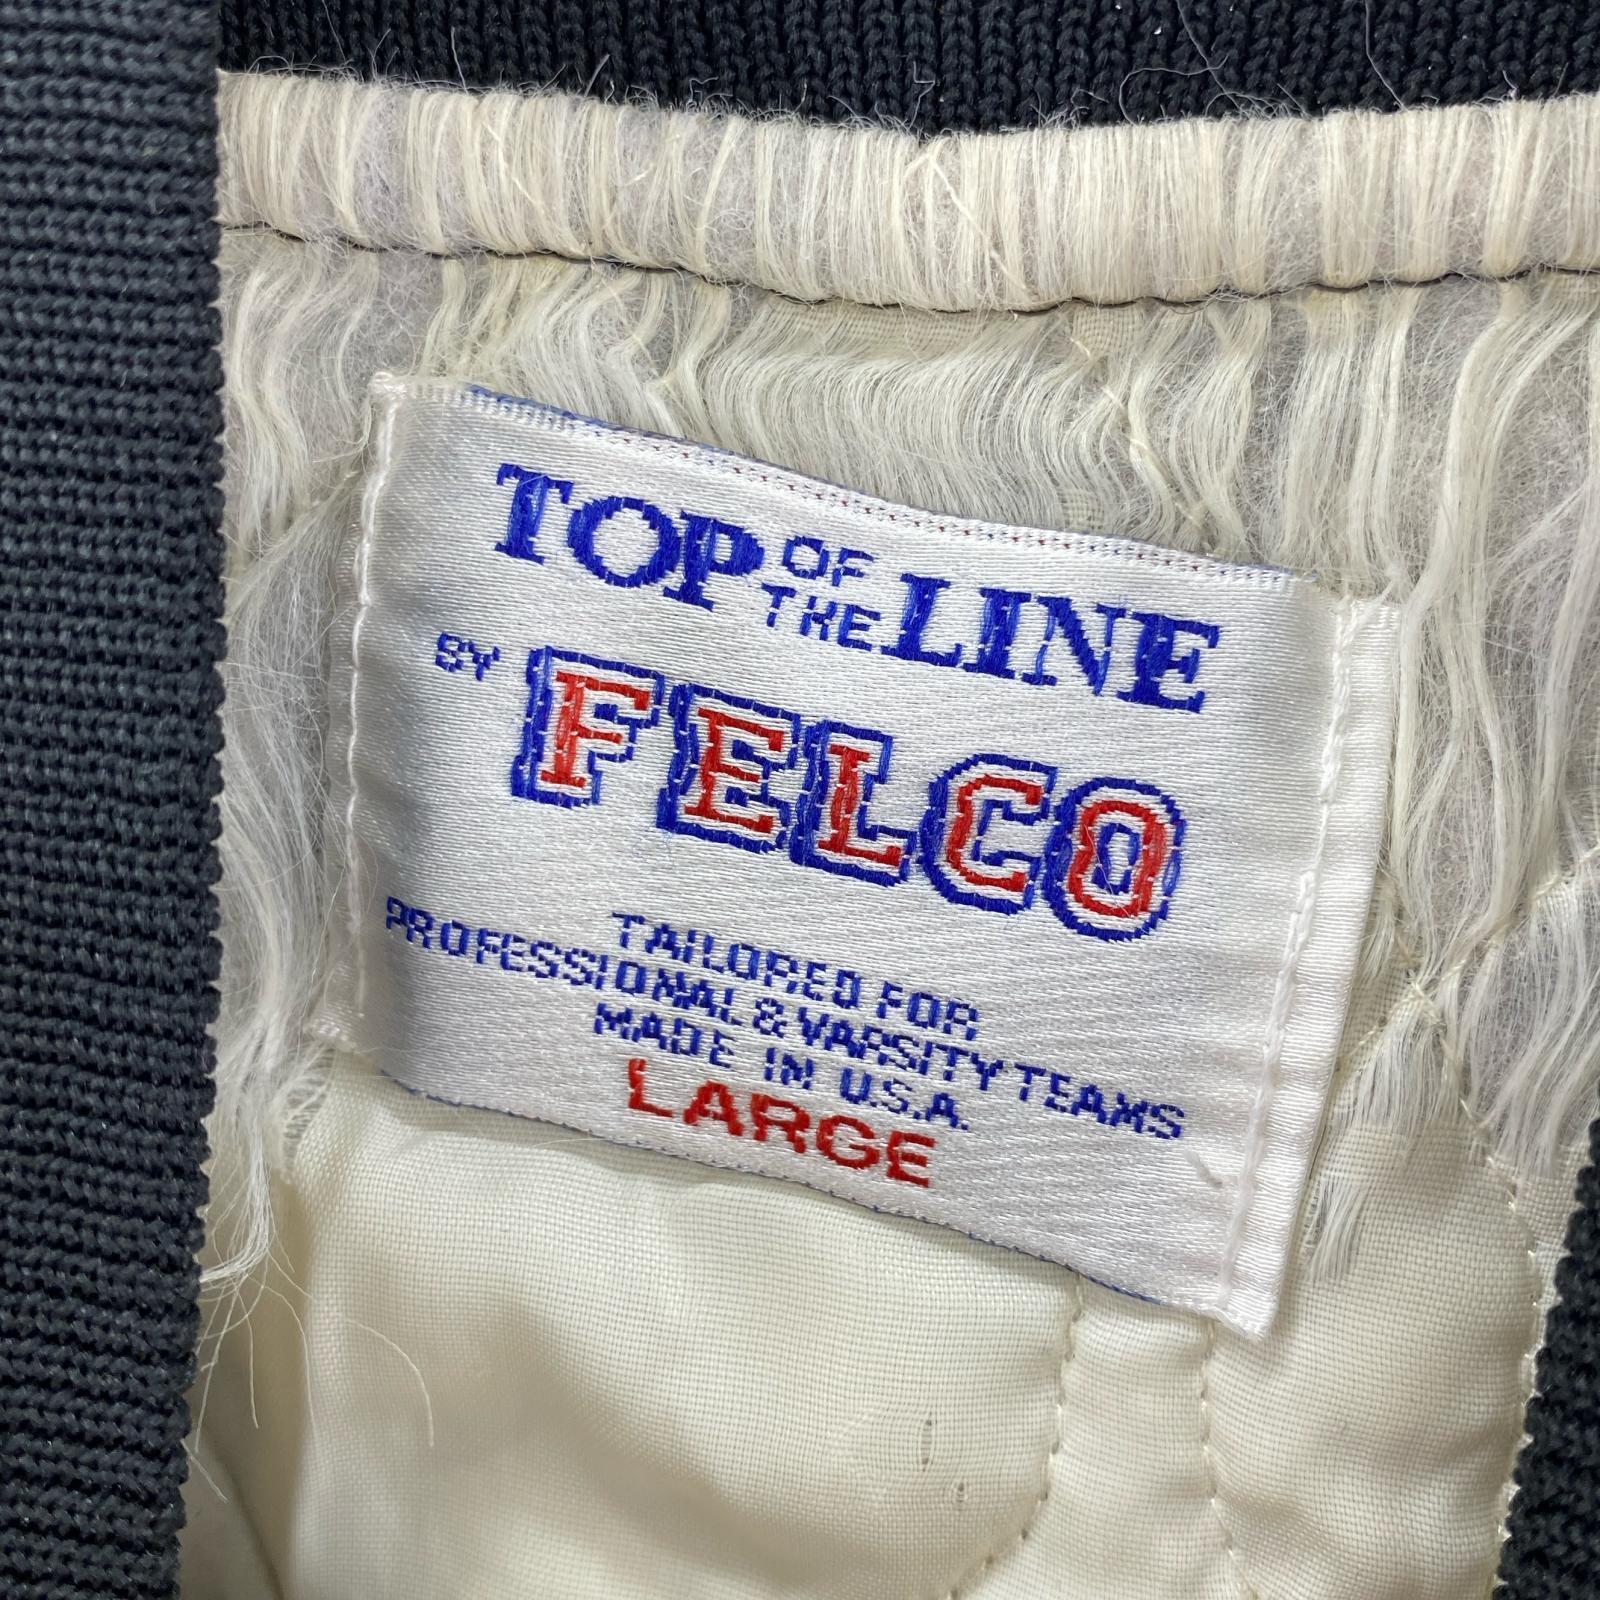 TOP OF THE LINE
BY FELCO
TAILORED FOR
PROFESSIONAL & VARSITY TEAMS
MADE IN U.S.A.
LARGE